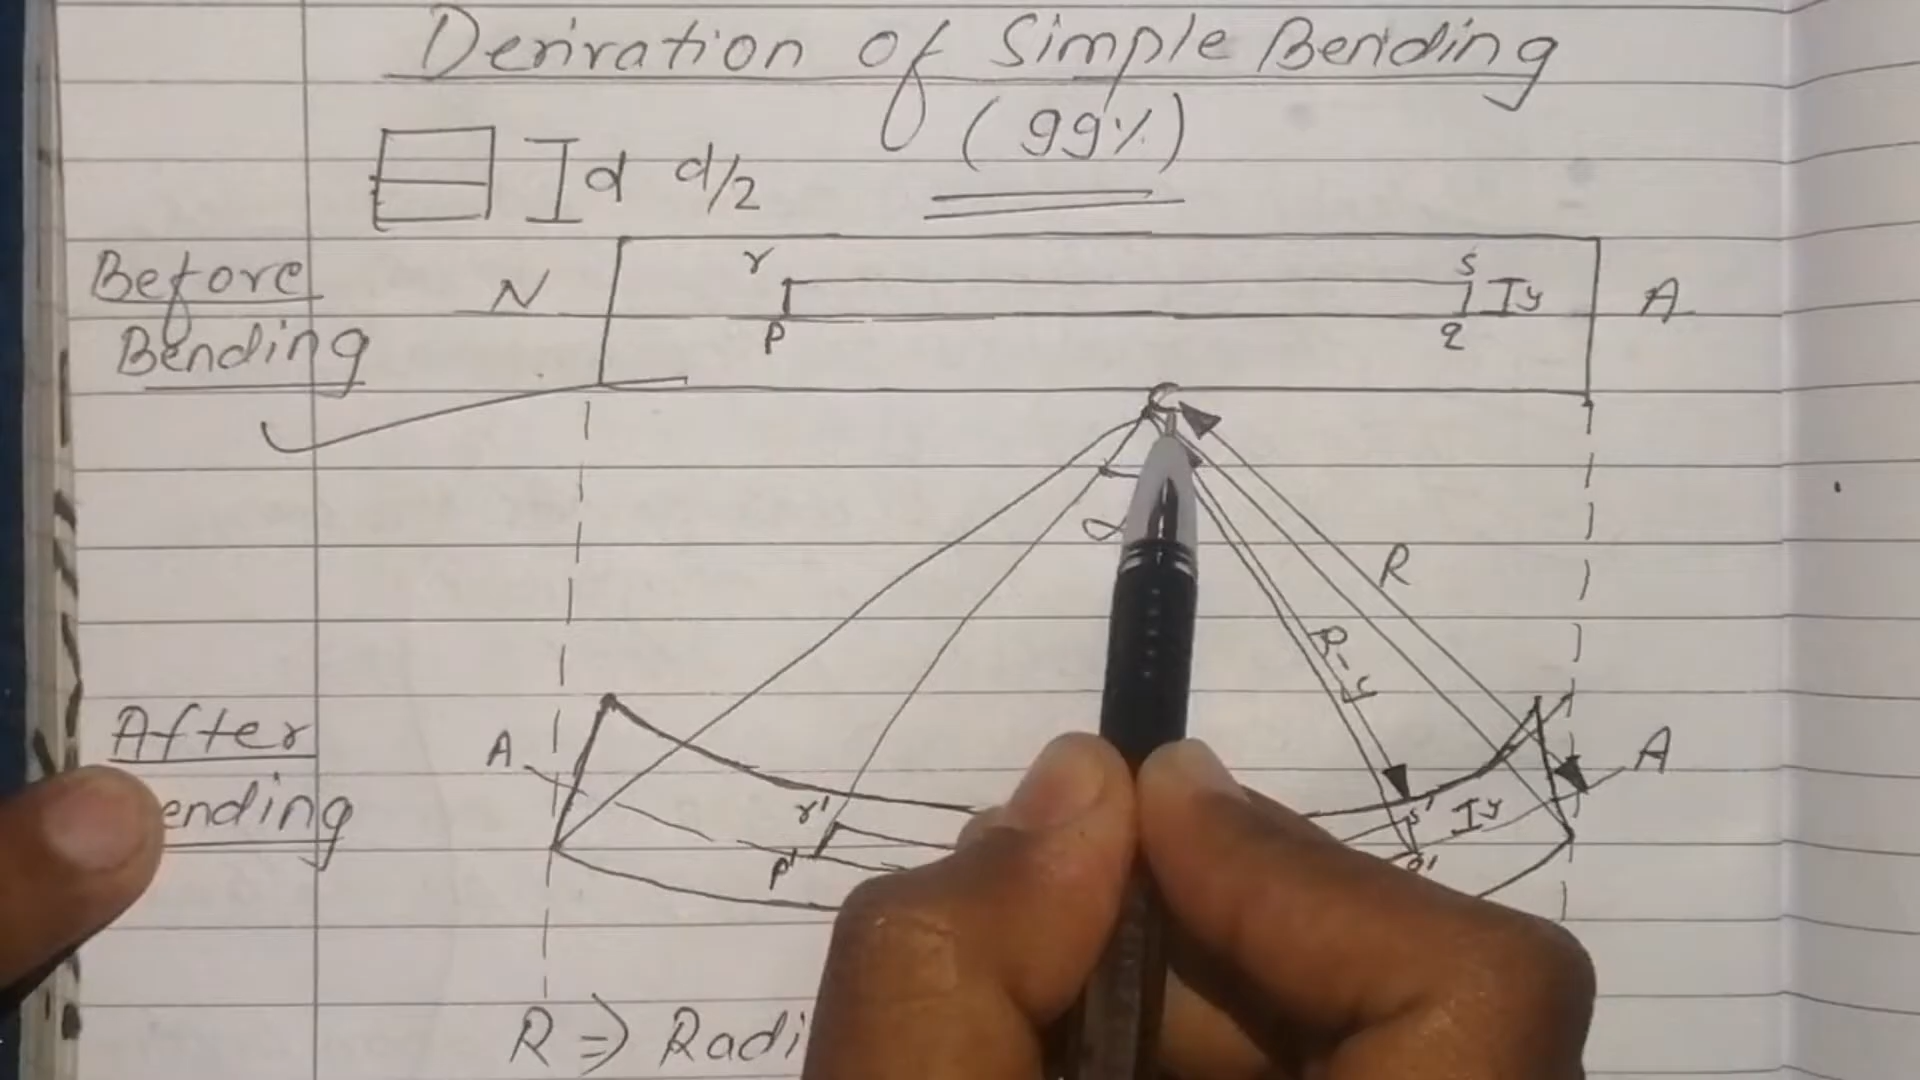 Derivation of Simple Bending
(99%)
d d/2
Before
Bending
N
r
s
y
A
P
q
C
α
R
R-y
After
ending
A
r'
s'
y
A
p'
q'
R ⇒ Radi